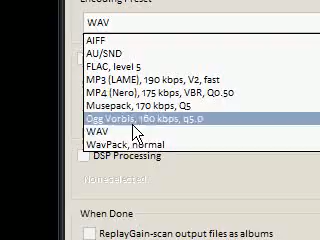 Encoding Preset
WAV
AIFF
AU/SND
FLAC, level 5
MP3 (LAME), 190 kbps, V2, fast
MP4 (Nero), 175 kbps, VBR, Q0.50
Musepack, 170 kbps, Q5
Ogg Vorbis, 160 kbps, q5.0
WAV
WavPack, normal
DSP Processing
None selected.
When Done
ReplayGain-scan output files as albums